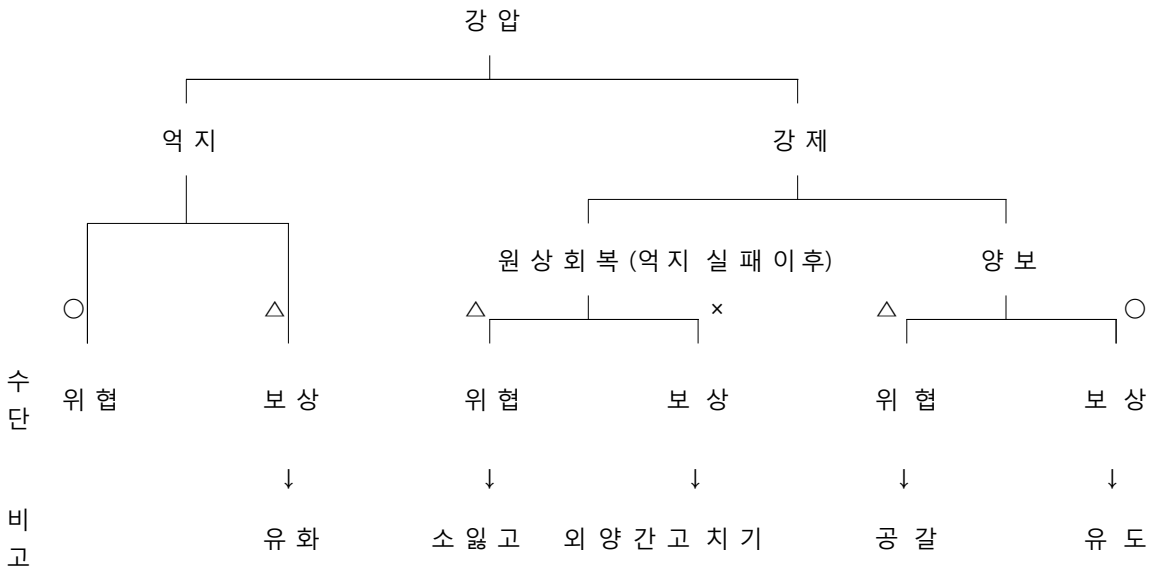 강압
억지 강제
원상회복(억지 실패이후) 양보
○ △ △ × △ ○
수단 위협 보상 위협 보상 위협 보상
↓ ↓ ↓ ↓ ↓
비고 유화 소잃고 외양간고치기 공갈 유도